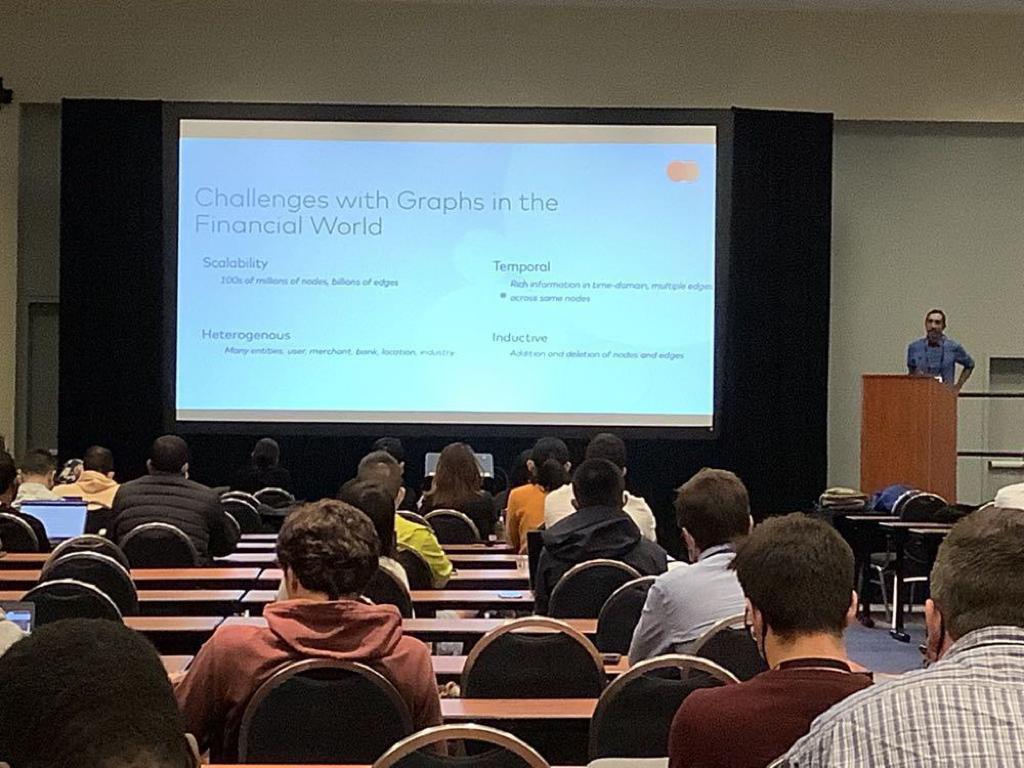 Challenges with Graphs in the
Financial World
Scalability
100s of millions of nodes, billions of edges
Temporal
Rich information in time-domain, multiple edges
across same nodes
Heterogenous
Many entities, user, merchant, bank, location, industry
Inductive
Addition and deletion of nodes and edges